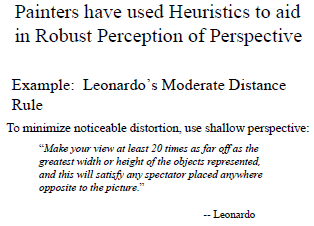 Painters have used Heuristics to aid
in Robust Perception of Perspective
Example: Leonardo's Moderate Distance
Rule
To minimize noticeable distortion, use shallow perspective:
"Make your view at least 20 times as far off as the
greatest width or height of the objects represented,
and this will satisfy any spectator placed anywhere
opposite to the picture."
-- Leonardo